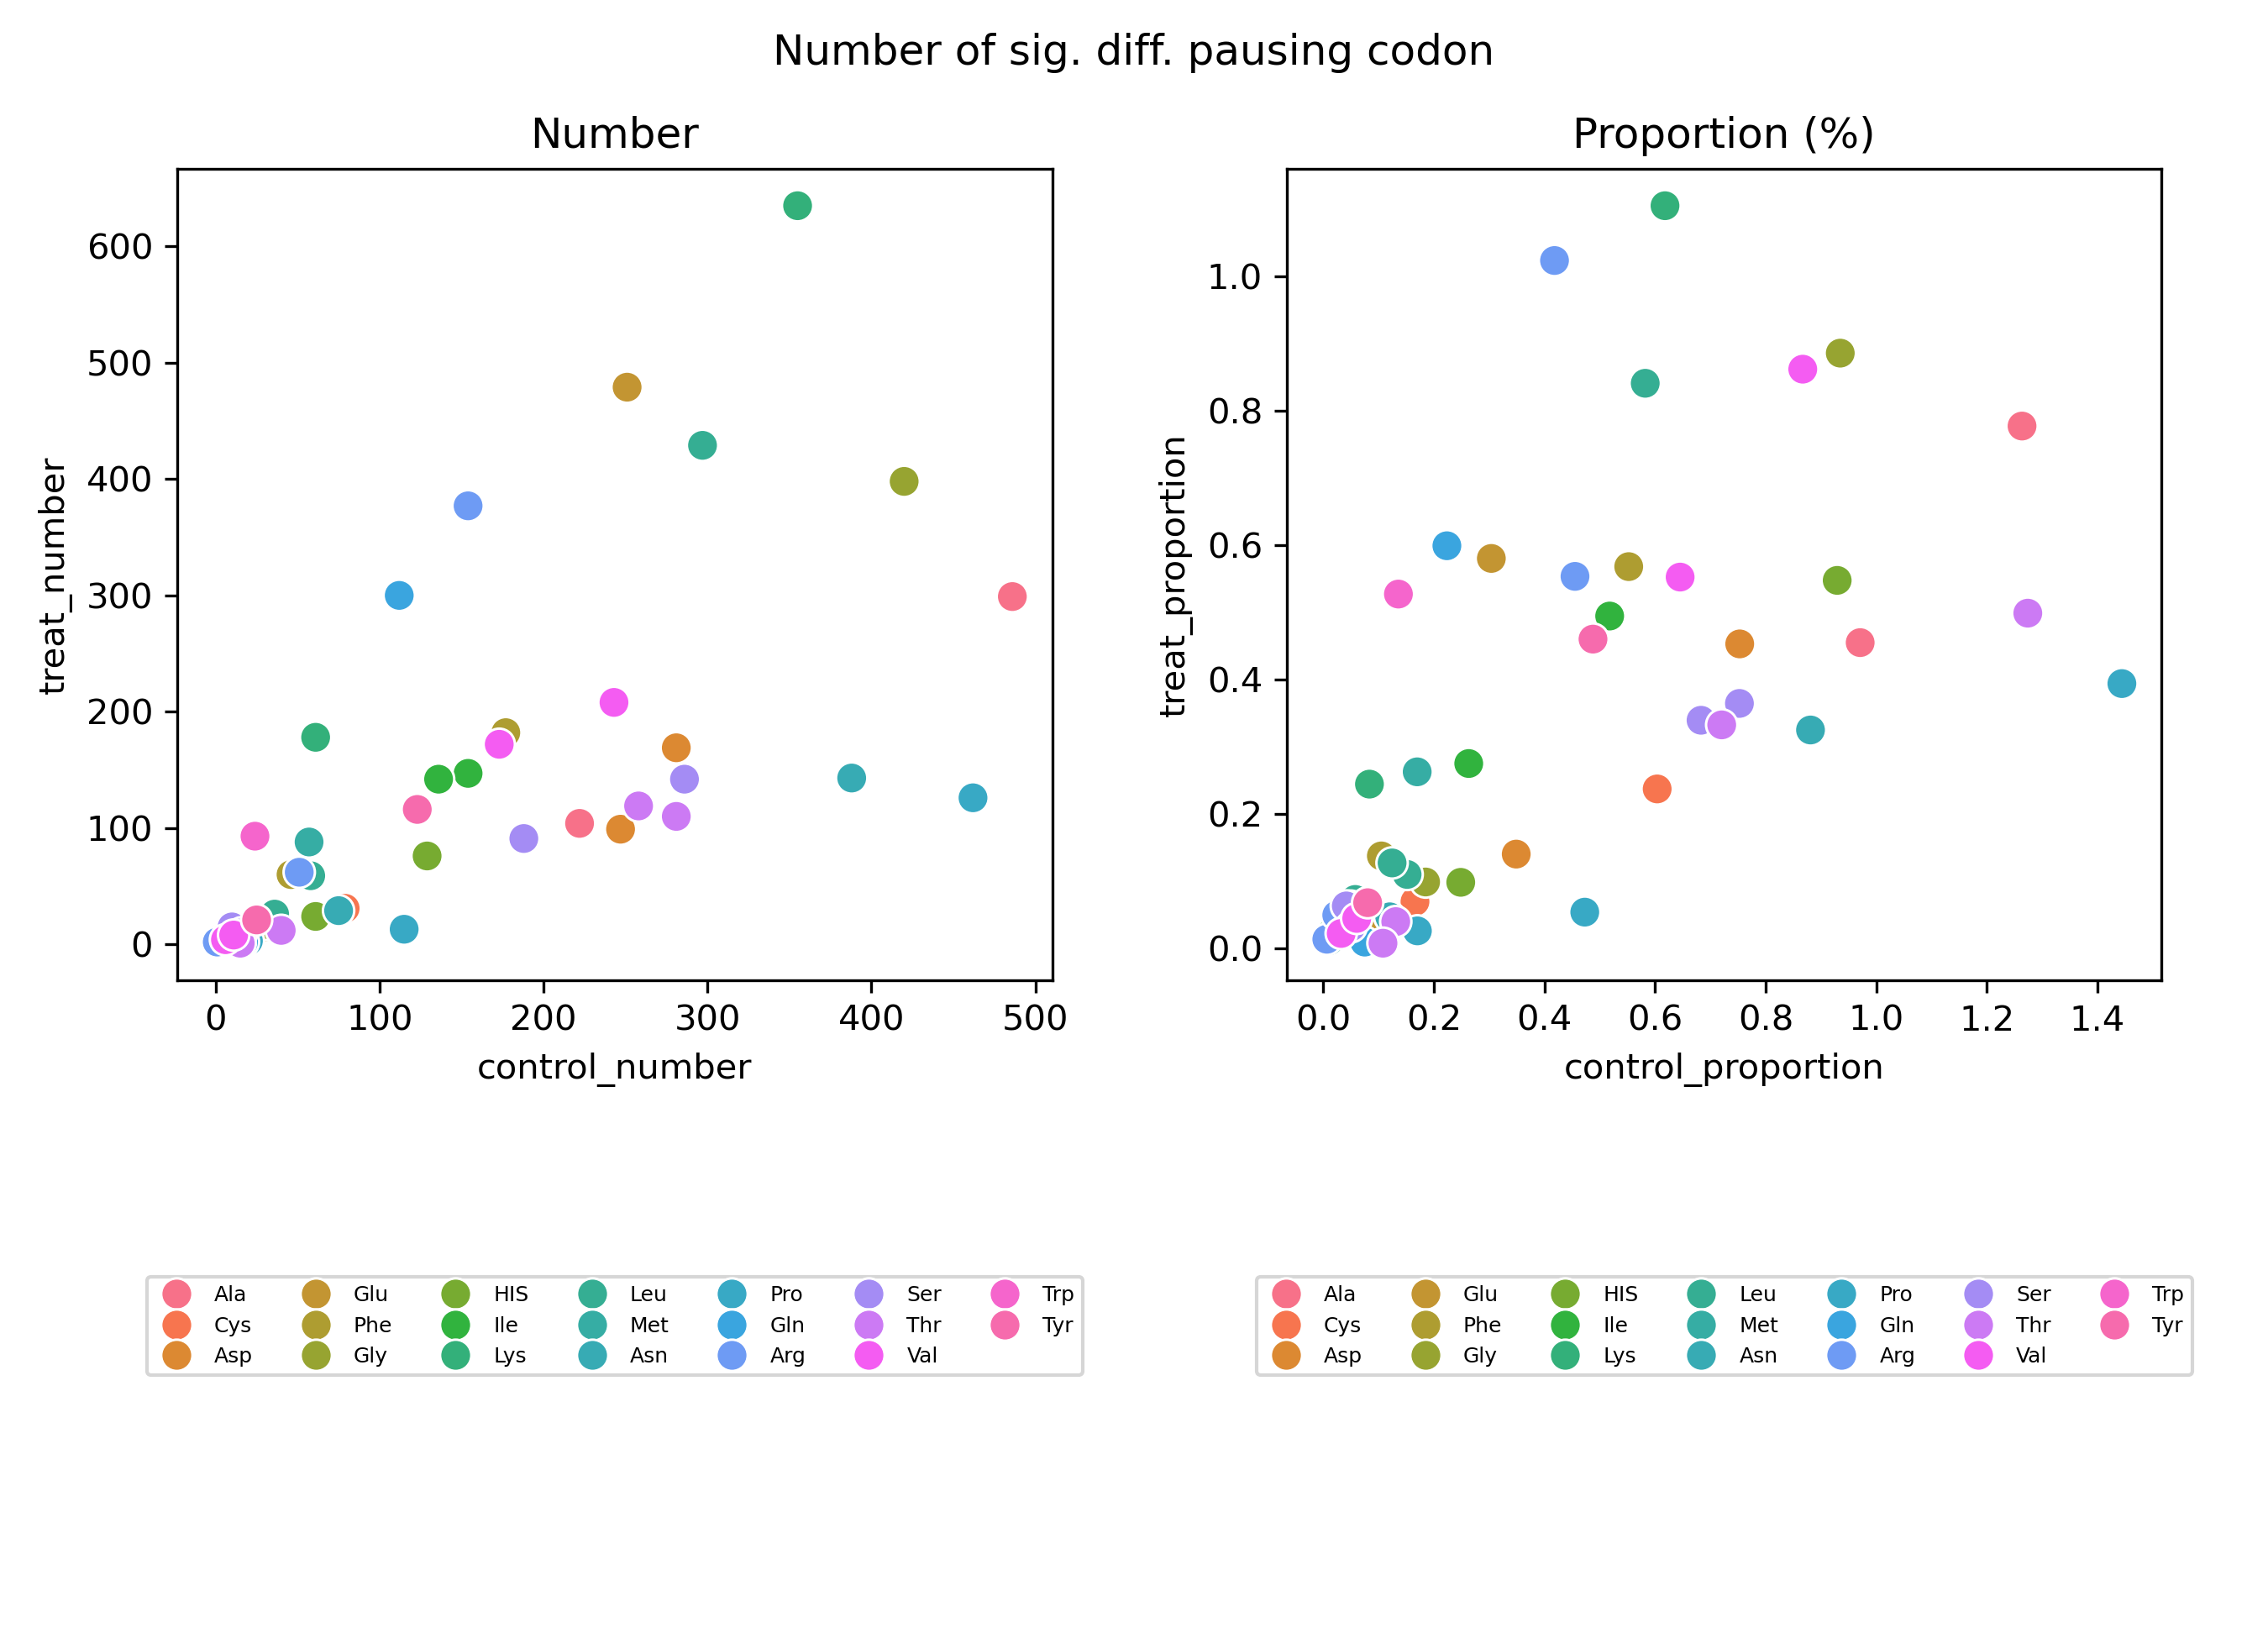 Number of sig. diff. pausing codon
Number
treat_number
600
500
400
300
200
100
0
0 100 200 300 400 500
control_number
Ala Glu HIS Leu Pro Ser Trp
Cys Phe Ile Met Gln Thr Tyr
Asp Gly Lys Asn Arg Val
Proportion (%)
treat_proportion
1.0
0.8
0.6
0.4
0.2
0.0
0.0 0.2 0.4 0.6 0.8 1.0 1.2 1.4
control_proportion
Ala Glu HIS Leu Pro Ser Trp
Cys Phe Ile Met Gln Thr Tyr
Asp Gly Lys Asn Arg Val